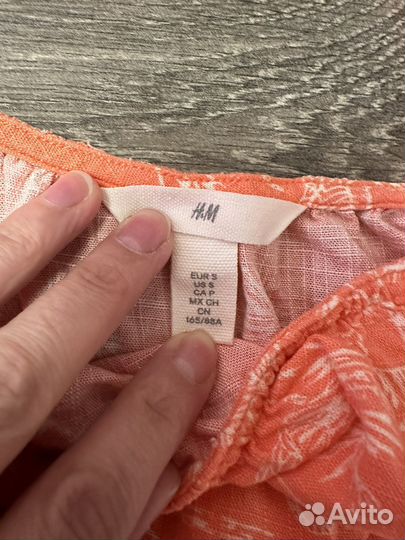 H&M
EUR S
US S
CA P
MX CH
CN
165/88A
Avito